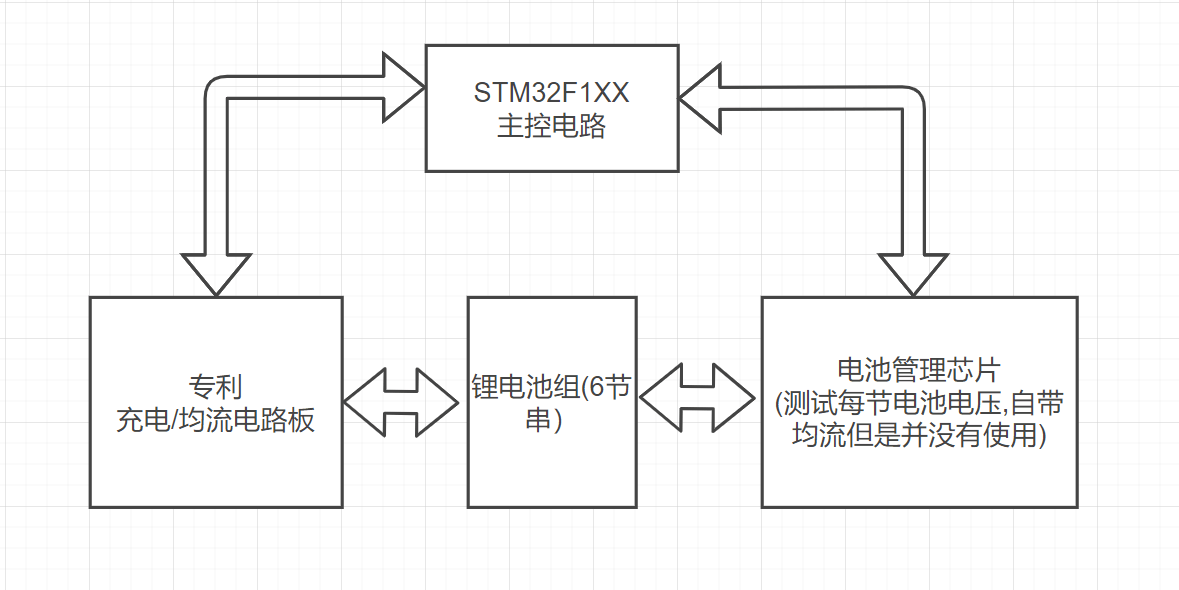 STM32F1XX
主控电路
专利
充电/均流电路板
锂电池组(6节
串）
电池管理芯片
(测试每节电池电压,自带
均流但是并没有使用)